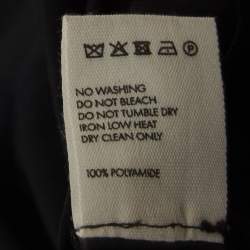 NO WASHING
DO NOT BLEACH
DO NOT TUMBLE DRY
IRON LOW HEAT
DRY CLEAN ONLY
100% POLYAMIDE